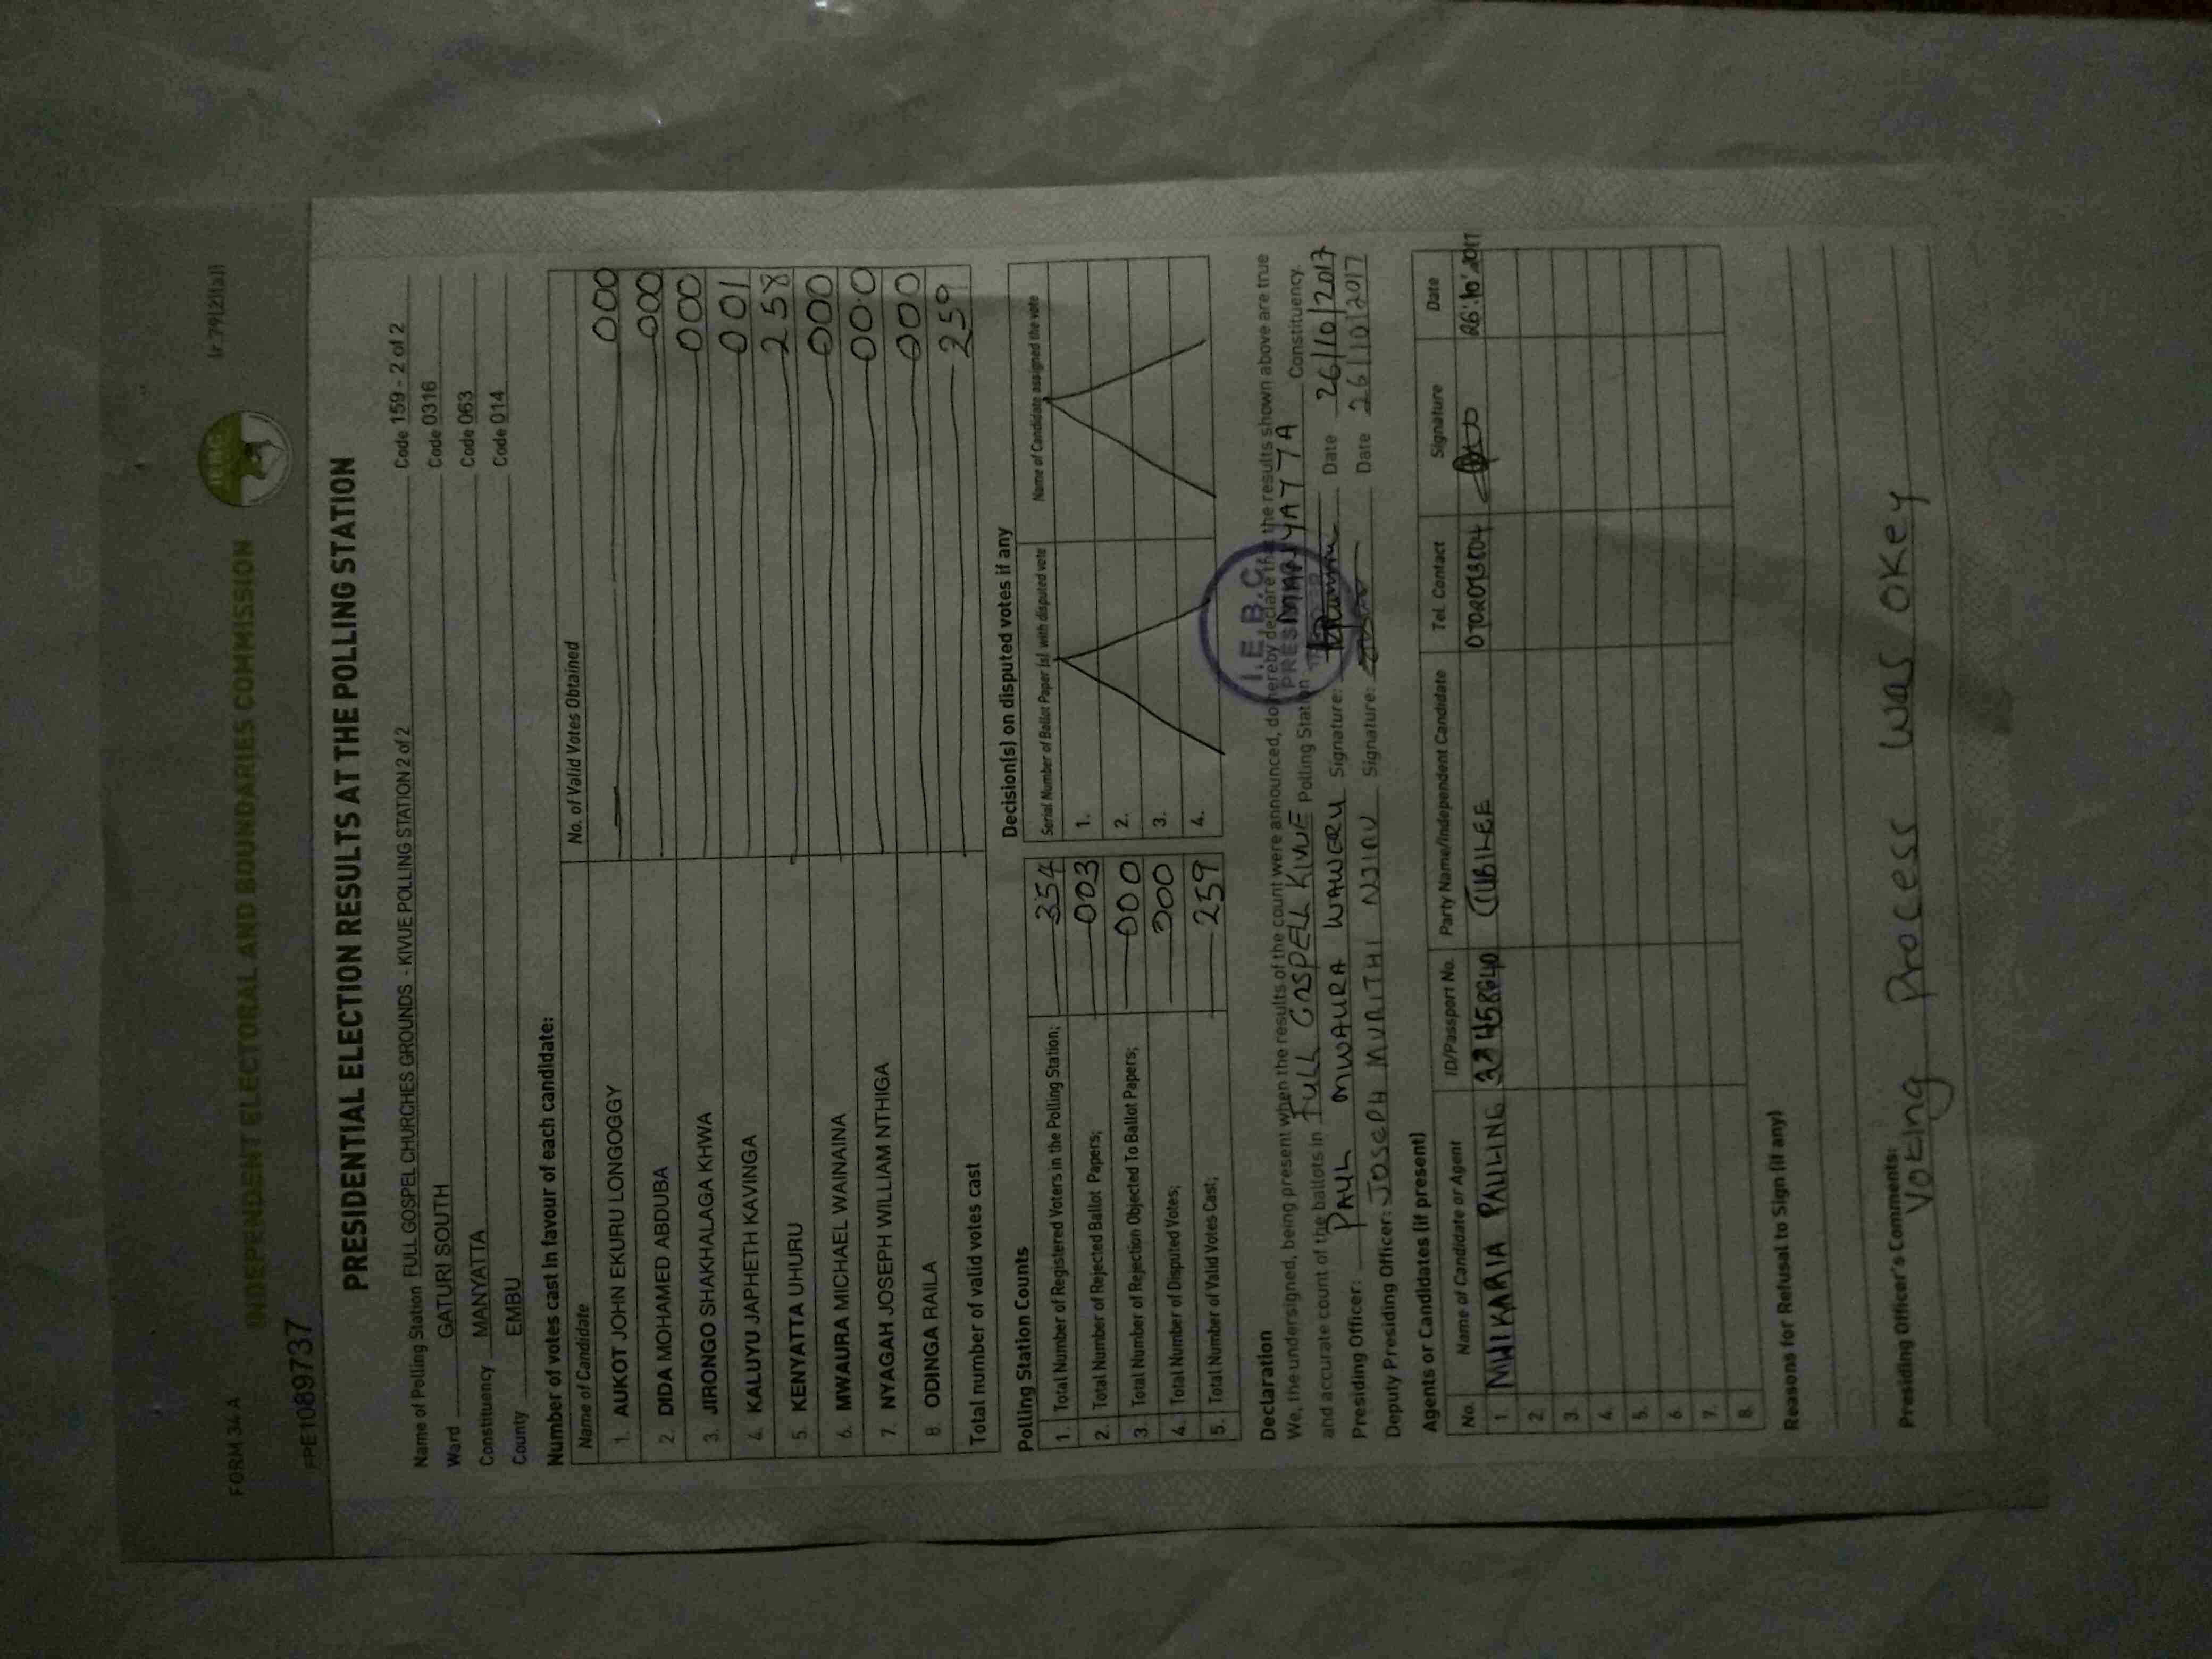 FORM 34 A
(r 79(2)(a))
INDEPENDENT ELECTORAL AND BOUNDARIES COMMISSION
IEBC
PRESIDENTIAL ELECTION RESULTS AT THE POLLING STATION
Name of Polling Station FULL GOSPEL CHURCHES GROUNDS - KIVUE POLLING STATION 2 of 2 Code 159 - 2 of 2
Ward GATURI SOUTH Code 0316
Constituency MANYATTA Code 063
County EMBU Code 014
Number of votes cast in favour of each candidate:
Name of Candidate No. of Valid Votes Obtained
1. AUKOT JOHN EKURU LONGOGGY 000
2. DIDA MOHAMED ABDUBA 000
3. JIRONGO SHAKHALAGA KHWA 000
4. KALUYU JAPHETH KAVINGA 001
5. KENYATTA UHURU 258
6. MWAURA MICHAEL WAINAINA 000
7. NYAGAH JOSEPH WILLIAM NTHIGA 000
8. ODINGA RAILA 000
Total number of valid votes cast 259
Polling Station Counts
1. Total Number of Registered Voters in the Polling Station; 354
2. Total Number of Rejected Ballot Papers; 003
3. Total Number of Rejection Objected To Ballot Papers; 000
4. Total Number of Disputed Votes; 000
5. Total Number of Valid Votes Cast; 259
Decision(s) on disputed votes if any
Serial Number of Ballot Paper (s) with disputed vote Name of Candidate assigned the vote
1.
2.
3.
4.
Declaration
We, the undersigned, being present when the results of the count were announced, do hereby declare that the results shown above are true
and accurate count of the ballots in FULL GOSPELL KIVUE Polling Station MANYATTA Constituency.
I.E.B.C
Presiding Officer: PAUL MWAURA WAWERU Signature: Date 26/10/2017
Deputy Presiding Officer: JOSEPH MURITHI NJIRU Signature: Date 26/10/2017
Agents or Candidates (if present)
No. Name of Candidate or Agent ID/Passport No. Party Name/Independent Candidate Tel. Contact Signature Date
1. PAULINE JUBILEE 26.10.2017
2.
3.
4.
5.
6.
7.
8.
Reasons for Refusal to Sign (if any)
Presiding Officer's Comments:
Voting Process was okey